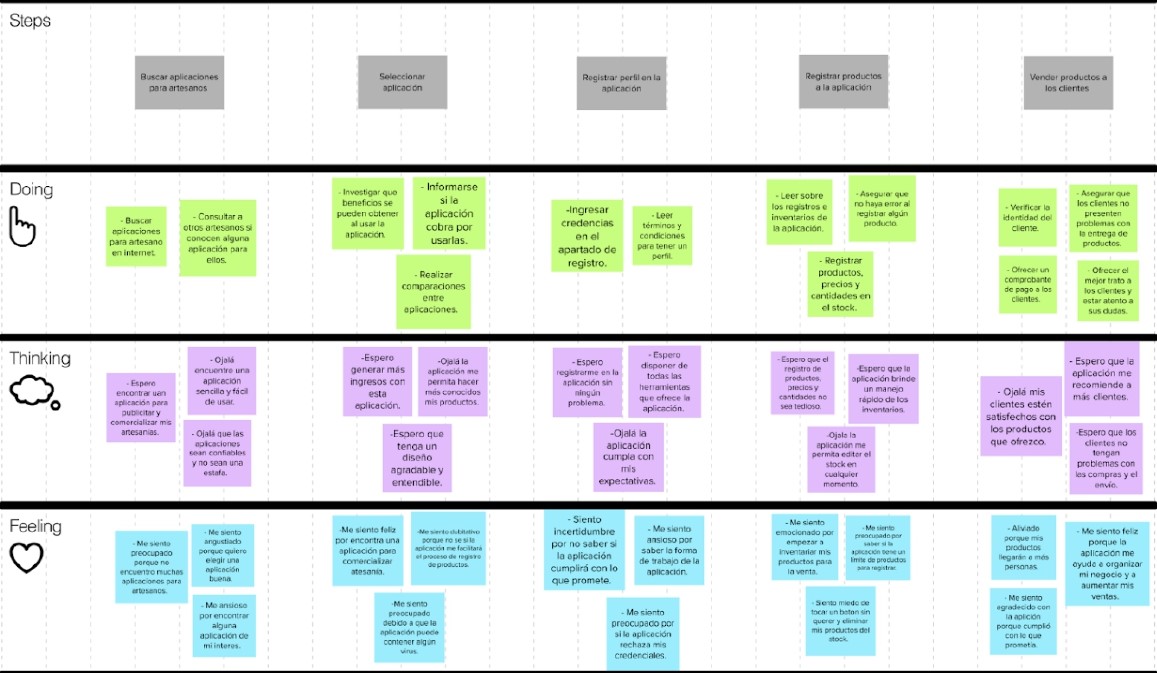 Steps
Buscar aplicaciones
para artesanos
Seleccionar
aplicación
Registrar perfil en la
aplicación
Registrar productos
a la aplicación
Vender productos a
los clientes
Doing
- Buscar
aplicaciones
para artesano
en internet.
- Consultar a
otros artesanos si
conocen alguna
aplicación para
ellos.
- Investigar que
beneficios se
pueden obtener
al usar la
aplicación.
- Informarse
si la
aplicación
cobra por
usarlas.
- Realizar
comparaciones
entre
aplicaciones.
-Ingresar
credencias
en el
apartado de
registro.
- Leer
términos y
condiciones
para tener un
perfil.
- Leer sobre
los registros e
inventarios de
la aplicación.
- Asegurar que
no haya error al
registrar algún
producto.
- Registrar
productos,
precios y
cantidades en
el stock.
- Verificar la
identidad del
cliente.
- Asegurar que
los clientes no
presenten
problemas con
la entrega de
productos.
- Ofrecer un
comprobante
de pago a los
clientes.
- Ofrecer el
mejor trato a
los clientes y
estar atento a
sus dudas.
Thinking
- Espero
encontrar uan
aplicación para
publicitar y
comercializar mis
artesanías.
- Ojalá
encuentre una
aplicación
sencilla y fácil
de usar.
- Ojalá que las
aplicaciones
sean confiables
y no sean una
estafa.
-Espero
generar más
ingresos con
esta
aplicación.
-Ojalá la
aplicación me
permita hacer
más conocidos
mis productos.
-Espero que
tenga un
diseño
agradable y
entendible.
- Espero
registrarme en la
aplicación sin
ningún
problema.
- Espero
disponer de
todas las
herramientas
que ofrece la
aplicación.
-Ojalá la
aplicación
cumpla con
mis
expectativas.
- Espero que el
registro de
productos,
precios y
cantidades no
sea tedioso.
-Espero que la
aplicación brinde
un manejo
rápido de los
inventarios.
-Ojala la
aplicación me
permita editar el
stock en
cualquier
momento.
- Ojalá mis
clientes estén
satisfechos con
los productos
que ofrezco.
- Espero que la
aplicación me
recomiende a
más clientes.
-Espero que los
clientes no
tengan
problemas con
las compras y el
envío.
Feeling
- Me siento
preocupado
porque no
encuentro muchas
aplicaciones para
artesanos.
- Me siento
angustiado
porque quiero
elegir una
aplicación
buena.
- Me ansioso
por encontrar
alguna
aplicación de
mi interes.
-Me siento feliz
por encontra una
aplicación para
comercializar
atesanía.
-Me siento dubitativo
porque no se si la
aplicación me facilitará
el proceso de registro
de productos.
-Me siento
preocupado
debido a que la
aplicación puede
contener algún
virus.
- Siento
incertidumbre
por no saber si
la aplicación
cumplirá con lo
que promete.
- Me siento
ansioso por
saber la forma
de trabajo de la
aplicación.
- Me siento
preocupado por
si la aplicación
rechaza mis
credenciales.
- Me siento
emocionado por
empezar a
inventariar mis
productos para
la venta.
- Me siento
preocupado por
saber si la
aplicación tiene un
límite de productos
para registrar.
- Siento miedo de
tocar un boton sin
querer y eliminar
mis productos del
stock.
- Aliviado
porque mis
productos
llegarán a más
personas.
- Me siento feliz
porque la
aplicación me
ayuda a organizar
mi negocio y a
aumentar mis
ventas.
- Me siento
agradecido con
la aplición
porque cumplió
con lo que
prometía.